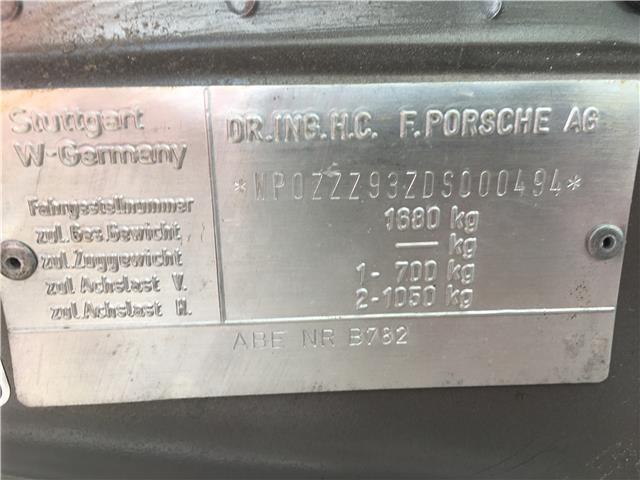 Stuttgart
W-Germany
DR.ING.H.C. F.PORSCHE AG
*WP0ZZZ93ZDS000494*
Fahrgestellnummer
zul.Ges.Gewicht 1680 kg
zul.Zuggewicht — kg
zul.Achslast V. 1- 700 kg
zul.Achslast H. 2-1050 kg
ABE NR B782